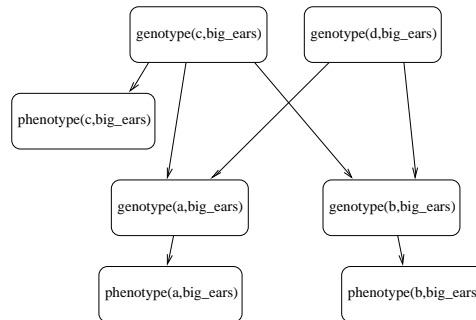 genotype(c,big_ears)
genotype(d,big_ears)
phenotype(c,big_ears)
genotype(a,big_ears)
genotype(b,big_ears)
phenotype(a,big_ears)
phenotype(b,big_ears